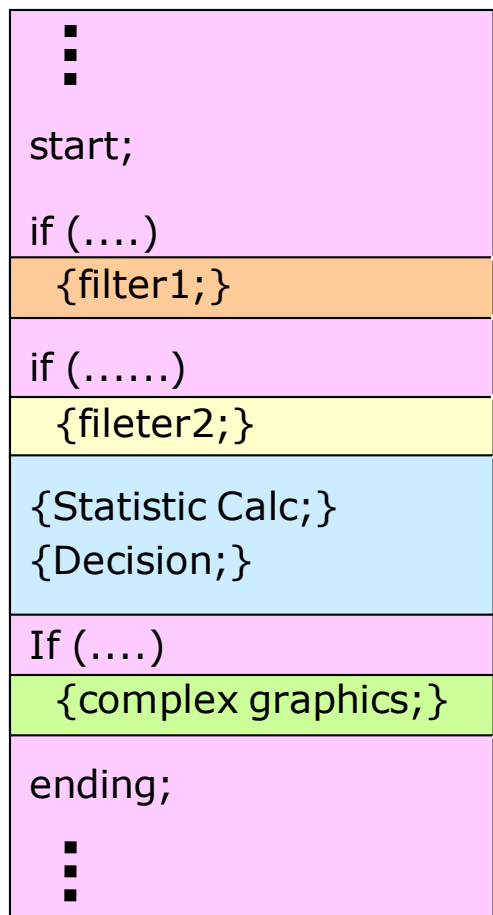 start;
if (....)
{filter1;}
if (......)
{fileter2;}
{Statistic Calc;}
{Decision;}
If (....)
{complex graphics;}
ending;